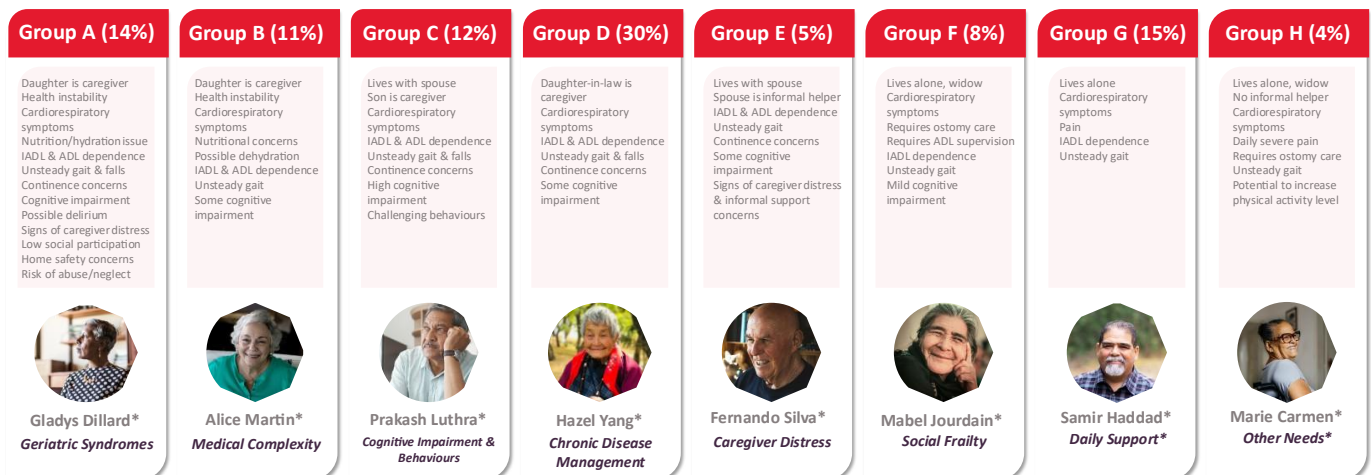 Group A (14%)
Daughter is caregiver
Health instability
Cardiorespiratory
symptoms
Nutrition/hydration issue
IADL & ADL dependence
Unsteady gait & falls
Continence concerns
Cognitive impairment
Possible delirium
Signs of caregiver distress
Low social participation
Home safety concerns
Risk of abuse/neglect
Gladys Dillard*
Geriatric Syndromes
Group B (11%)
Daughter is caregiver
Health instability
Cardiorespiratory
symptoms
Nutritional concerns
Possible dehydration
IADL & ADL dependence
Unsteady gait
Some cognitive
impairment
Alice Martin*
Medical Complexity
Group C (12%)
Lives with spouse
Son is caregiver
Cardiorespiratory
symptoms
IADL & ADL dependence
Unsteady gait & falls
Continence concerns
High cognitive
impairment
Challenging behaviours
Prakash Luthra*
Cognitive Impairment &
Behaviours
Group D (30%)
Daughter-in-law is
caregiver
Cardiorespiratory
symptoms
IADL & ADL dependence
Unsteady gait & falls
Continence concerns
Some cognitive
impairment
Hazel Yang*
Chronic Disease
Management
Group E (5%)
Lives with spouse
Spouse is informal helper
IADL & ADL dependence
Unsteady gait
Continence concerns
Some cognitive
impairment
Signs of caregiver distress
& informal support
concerns
Fernando Silva*
Caregiver Distress
Group F (8%)
Lives alone, widow
Cardiorespiratory
symptoms
Requires ostomy care
Requires ADL supervision
IADL dependence
Unsteady gait
Mild cognitive
impairment
Mabel Jourdain*
Social Frailty
Group G (15%)
Lives alone
Cardiorespiratory
symptoms
Pain
IADL dependence
Unsteady gait
Samir Haddad*
Daily Support*
Group H (4%)
Lives alone, widow
No informal helper
Cardiorespiratory
symptoms
Daily severe pain
Requires ostomy care
Unsteady gait
Potential to increase
physical activity level
Marie Carmen*
Other Needs*